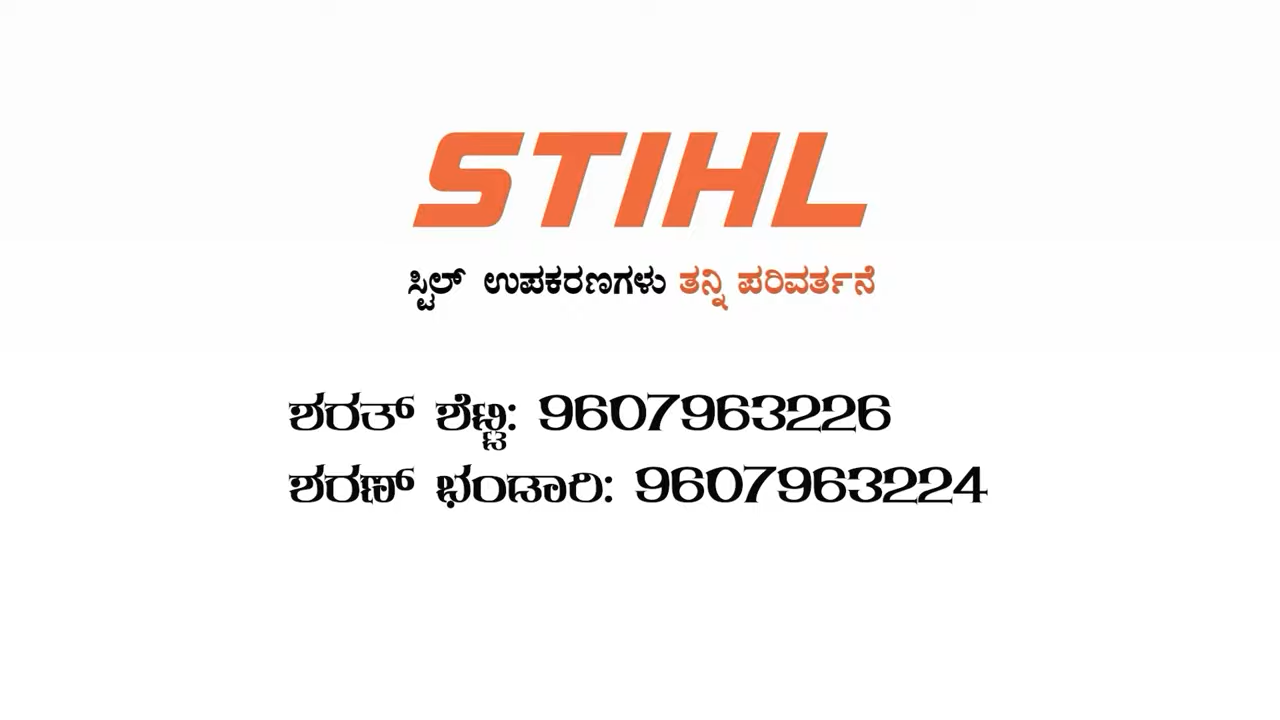 STIHL
ಸ್ಟಿಲ್ ಉಪಕರಣಗಳು ತನ್ನಿ ಪರಿವರ್ತನೆ
ಶರತ್ ಶೆಟ್ಟಿ: 9607963226
ಶರಣ್ ಭಂಡಾರಿ: 9607963224